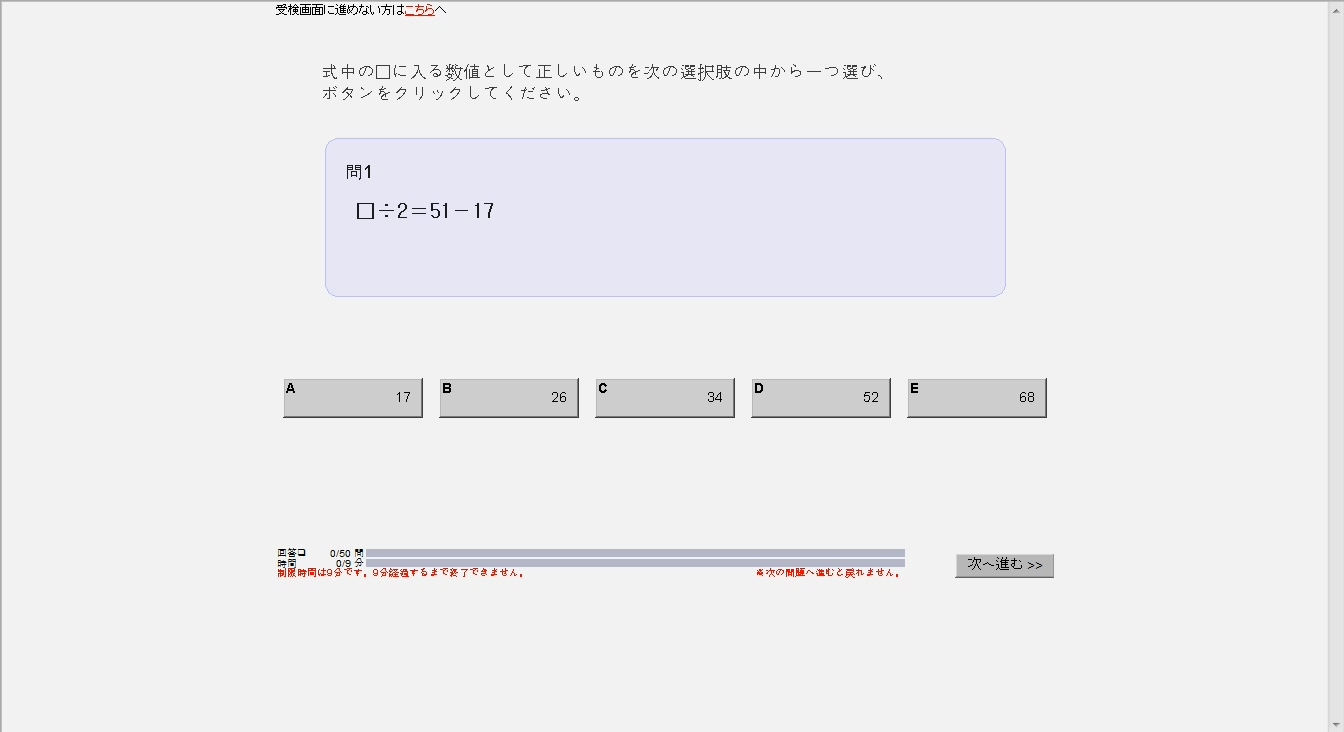 受検画面に進めない方はこちらへ
式中の□に入る数値として正しいものを次の選択肢の中から一つ選び、
ボタンをクリックしてください。
問1
□÷2＝51－17
A 17
B 26
C 34
D 52
E 68
回答口 0/50 問
時間 0/9 分
制限時間は9分です。9分経過するまで終了できません。
※次の問題へ進むと戻れません。
次へ進む >>